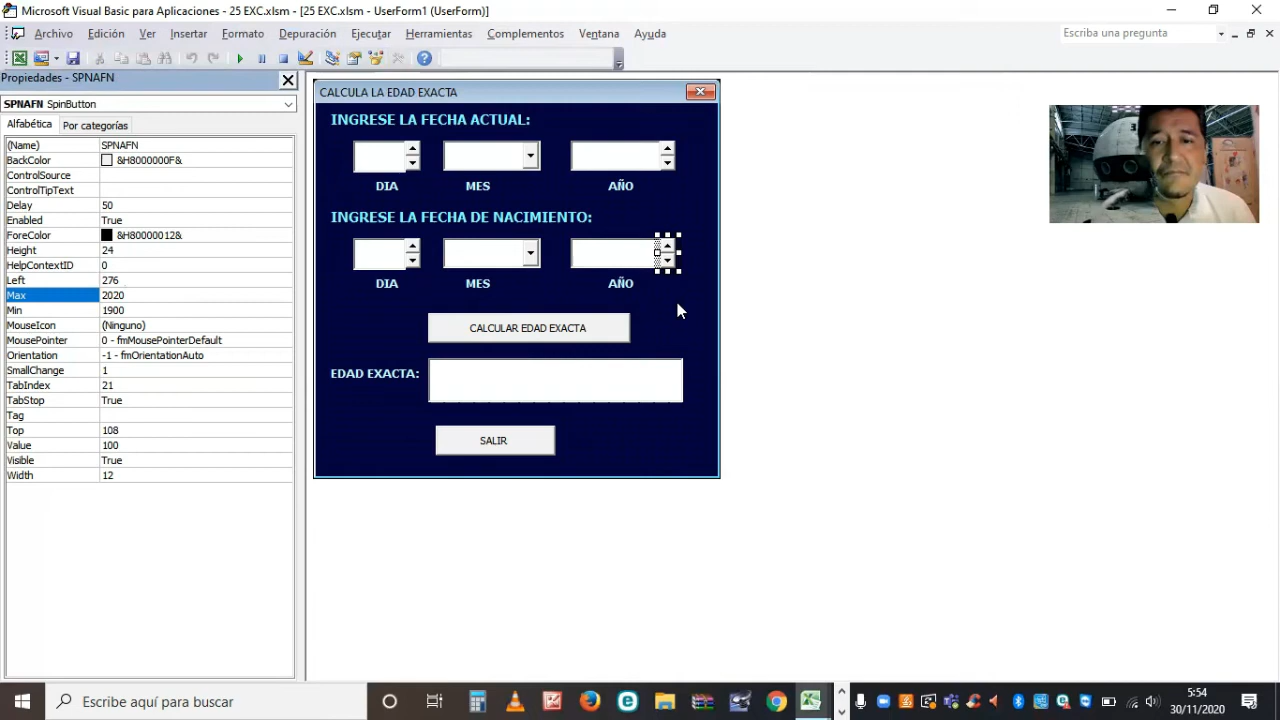 Microsoft Visual Basic para Aplicaciones - 25 EXC.xlsm - [25 EXC.xlsm - UserForm1 (UserForm)]
Archivo Edición Ver Insertar Formato Depuración Ejecutar Herramientas Complementos Ventana Ayuda
Escriba una pregunta
Propiedades - SPNAFN
SPNAFN SpinButton
Alfabética Por categorías
(Name) SPNAFN
BackColor &H8000000F&
ControlSource
ControlTipText
Delay 50
Enabled True
ForeColor &H80000012&
Height 24
HelpContextID 0
Left 276
Max 2020
Min 1900
MouseIcon (Ninguno)
MousePointer 0 - fmMousePointerDefault
Orientation -1 - fmOrientationAuto
SmallChange 1
TabIndex 21
TabStop True
Tag
Top 108
Value 100
Visible True
Width 12
CALCULA LA EDAD EXACTA
INGRESE LA FECHA ACTUAL:
DIA MES AÑO
INGRESE LA FECHA DE NACIMIENTO:
DIA MES AÑO
CALCULAR EDAD EXACTA
EDAD EXACTA:
SALIR
Escribe aquí para buscar
5:54
30/11/2020